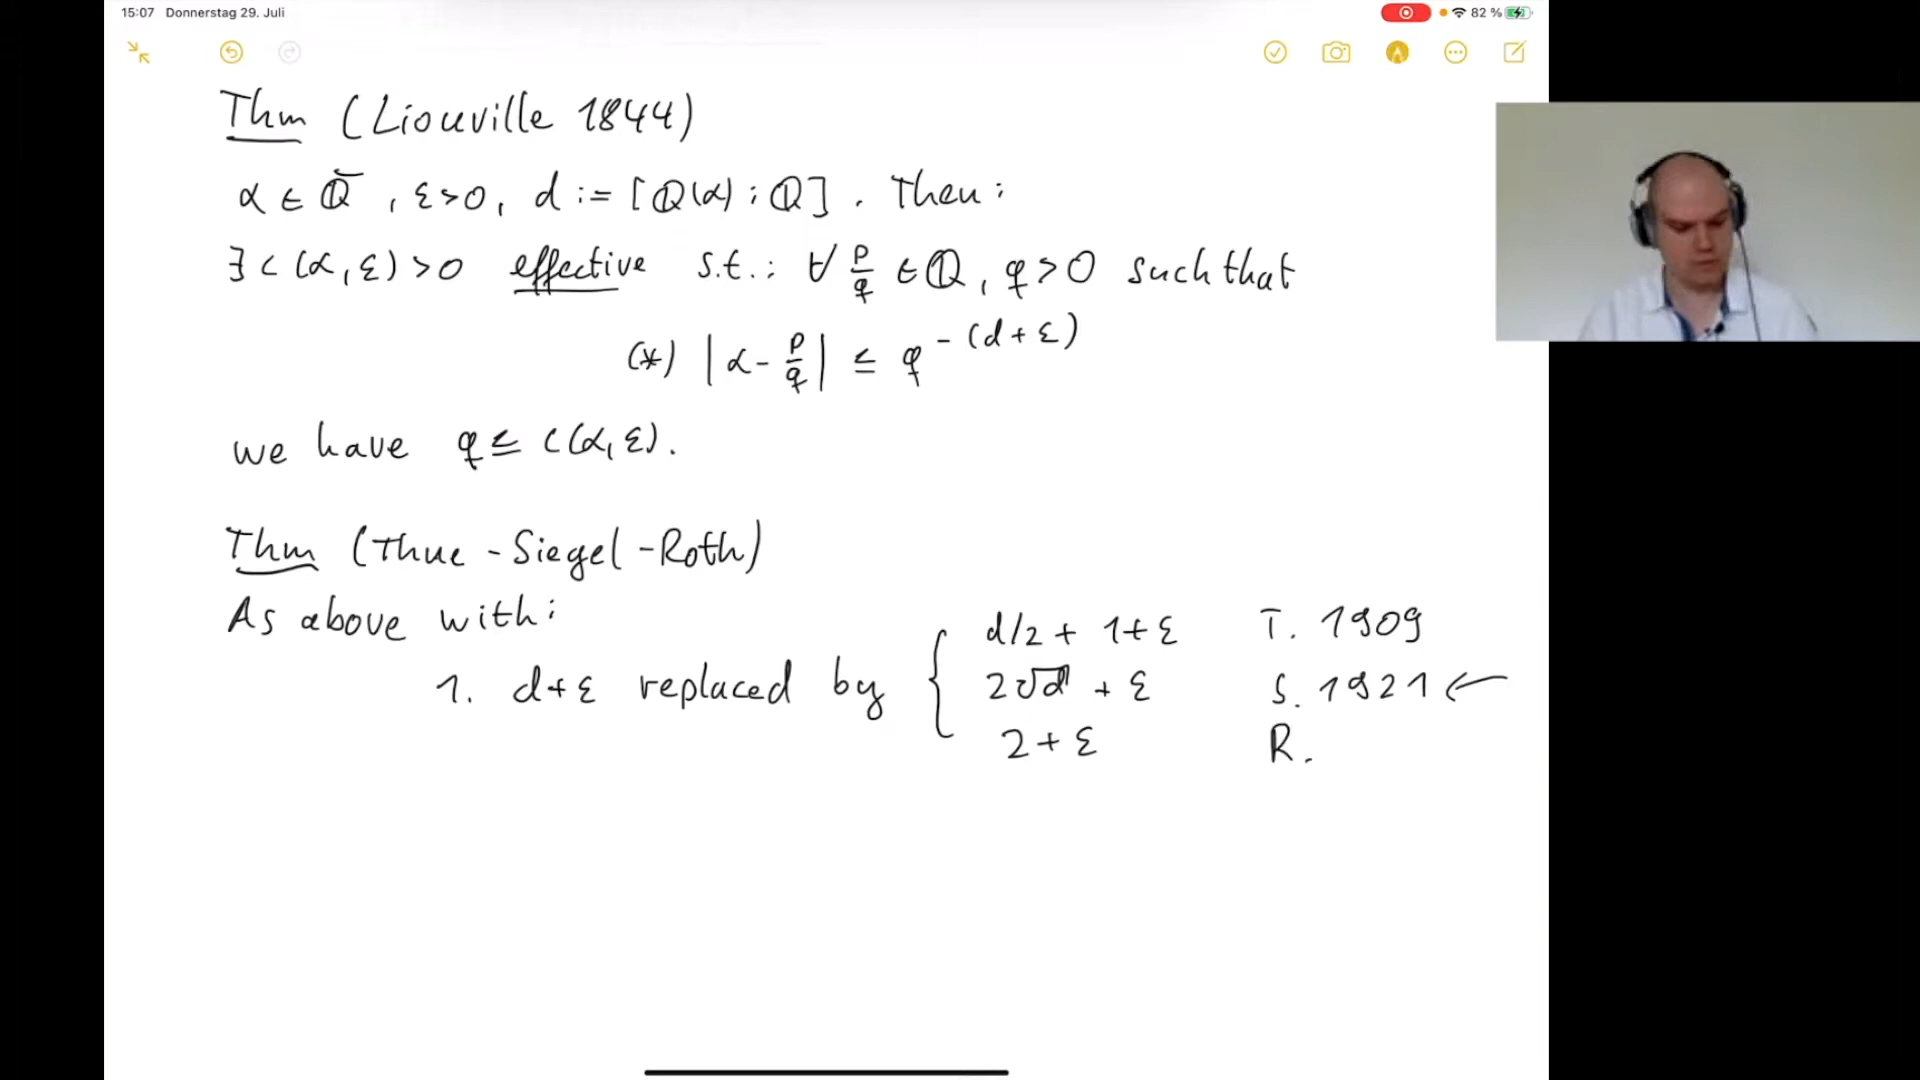 15:07 Donnerstag 29. Juli
82 %
Thm (Liouville 1844)
α ∈ ℚ̄ , ε>0, d := [ℚ(α) : ℚ] . Then:
∃ c(α,ε)>0 effective s.t.: ∀ p/q ∈ ℚ, q>0 such that
(*) |α - p/q| ≤ q^-(d+ε)
we have q ≤ c(α,ε).
Thm (Thue-Siegel-Roth)
As above with:
1. d+ε replaced by { d/2 + 1+ε T. 1909
2√d + ε S. 1921 ←
2+ε R.